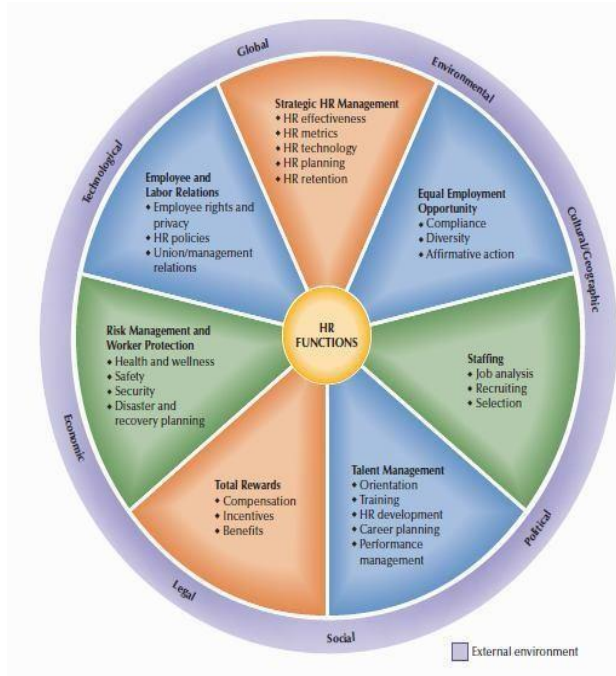 Global
Environmental
Cultural/Geographic
Political
Social
Legal
Economic
Technological
Strategic HR Management
◆ HR effectiveness
◆ HR metrics
◆ HR technology
◆ HR planning
◆ HR retention
Equal Employment
Opportunity
◆ Compliance
◆ Diversity
◆ Affirmative action
Staffing
◆ Job analysis
◆ Recruiting
◆ Selection
Talent Management
◆ Orientation
◆ Training
◆ HR development
◆ Career planning
◆ Performance
management
Total Rewards
◆ Compensation
◆ Incentives
◆ Benefits
Risk Management and
Worker Protection
◆ Health and wellness
◆ Safety
◆ Security
◆ Disaster and
recovery planning
Employee and
Labor Relations
◆ Employee rights and
privacy
◆ HR policies
◆ Union/management
relations
HR
FUNCTIONS
External environment